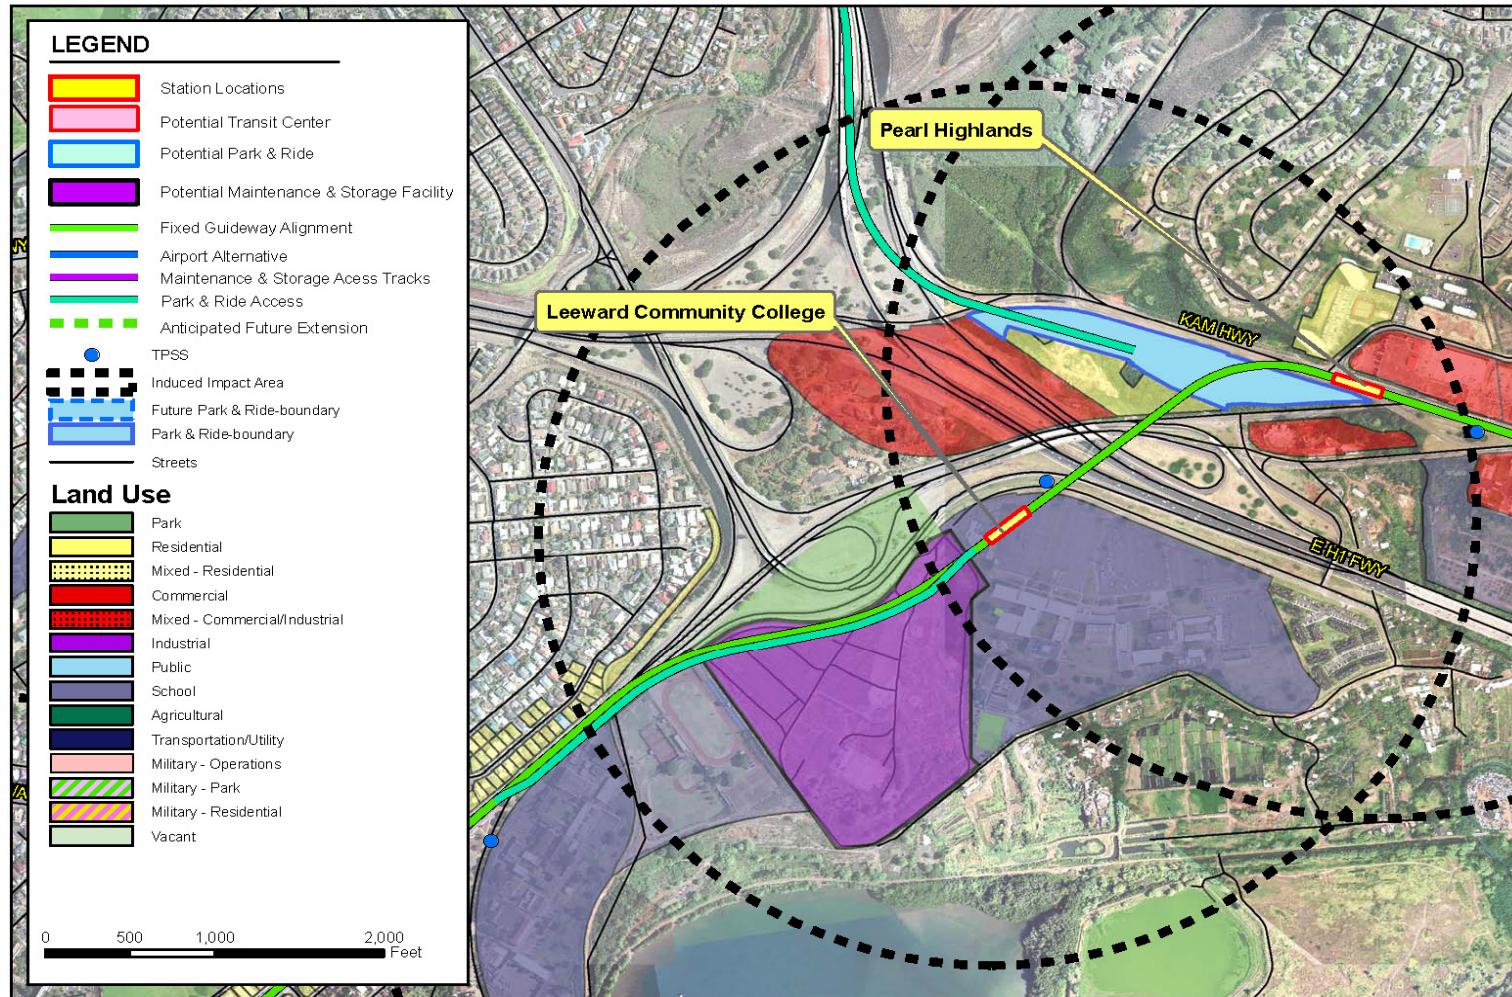 LEGEND
Station Locations
Potential Transit Center
Potential Park & Ride
Potential Maintenance & Storage Facility
Fixed Guideway Alignment
Airport Alternative
Maintenance & Storage Acess Tracks
Park & Ride Access
Anticipated Future Extension
TPSS
Induced Impact Area
Future Park & Ride-boundary
Park & Ride-boundary
Streets
Land Use
Park
Residential
Mixed - Residential
Commercial
Mixed - Commercial/Industrial
Industrial
Public
School
Agricultural
Transportation/Utility
Military - Operations
Military - Park
Military - Residential
Vacant
0 500 1,000 2,000
Feet
Pearl Highlands
Leeward Community College
KAM HWY
E H1 FWY